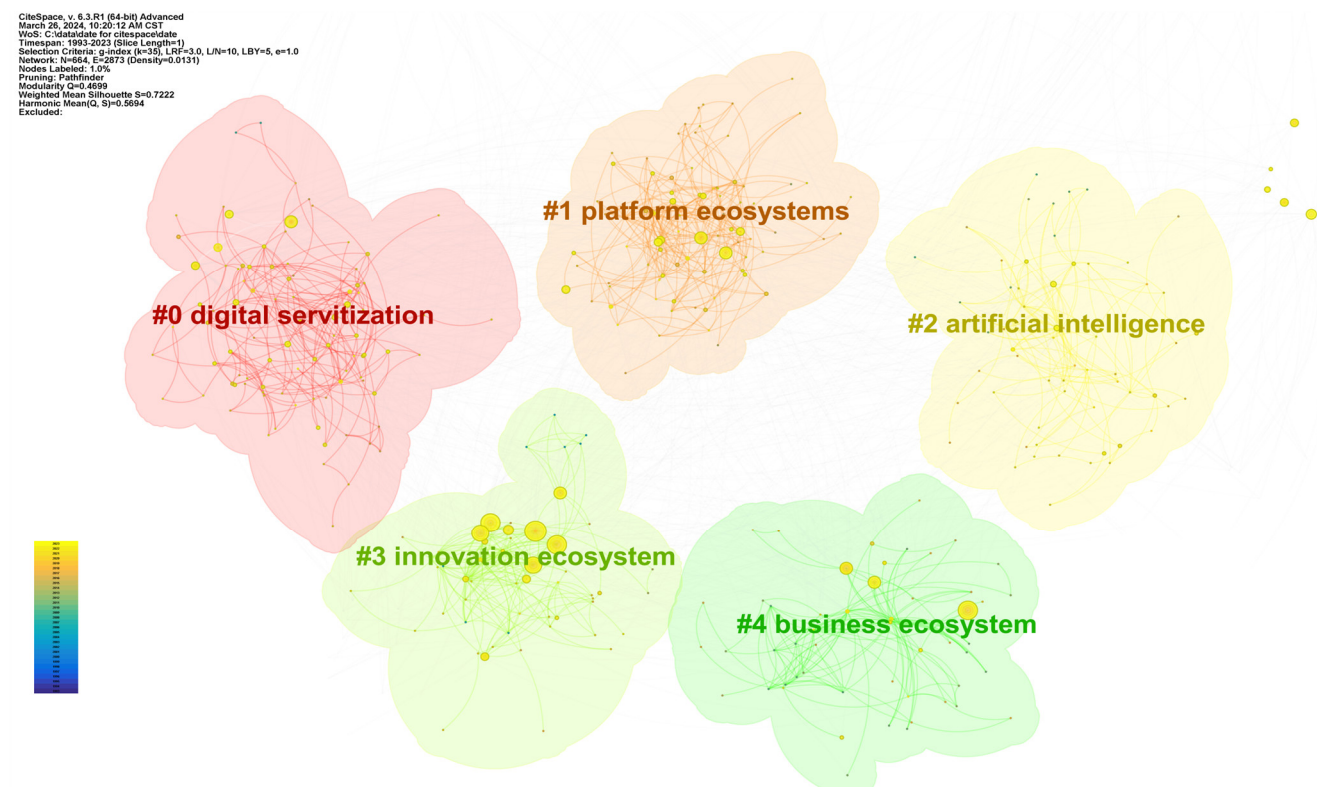 CiteSpace, v. 6.3.R1 (64-bit) Advanced
March 26, 2024, 10:20:12 AM CST
WoS: C:\data\date for citespace\date
Timespan: 1993-2023 (Slice Length=1)
Selection Criteria: g-index (k=35), LRF=3.0, L/N=10, LBY=5, e=1.0
Network: N=664, E=2873 (Density=0.0131)
Nodes Labeled: 1.0%
Pruning: Pathfinder
Modularity Q=0.4699
Weighted Mean Silhouette S=0.7222
Harmonic Mean(Q, S)=0.5694
Excluded:
#1 platform ecosystems
#0 digital servitization
#2 artificial intelligence
#3 innovation ecosystem
#4 business ecosystem